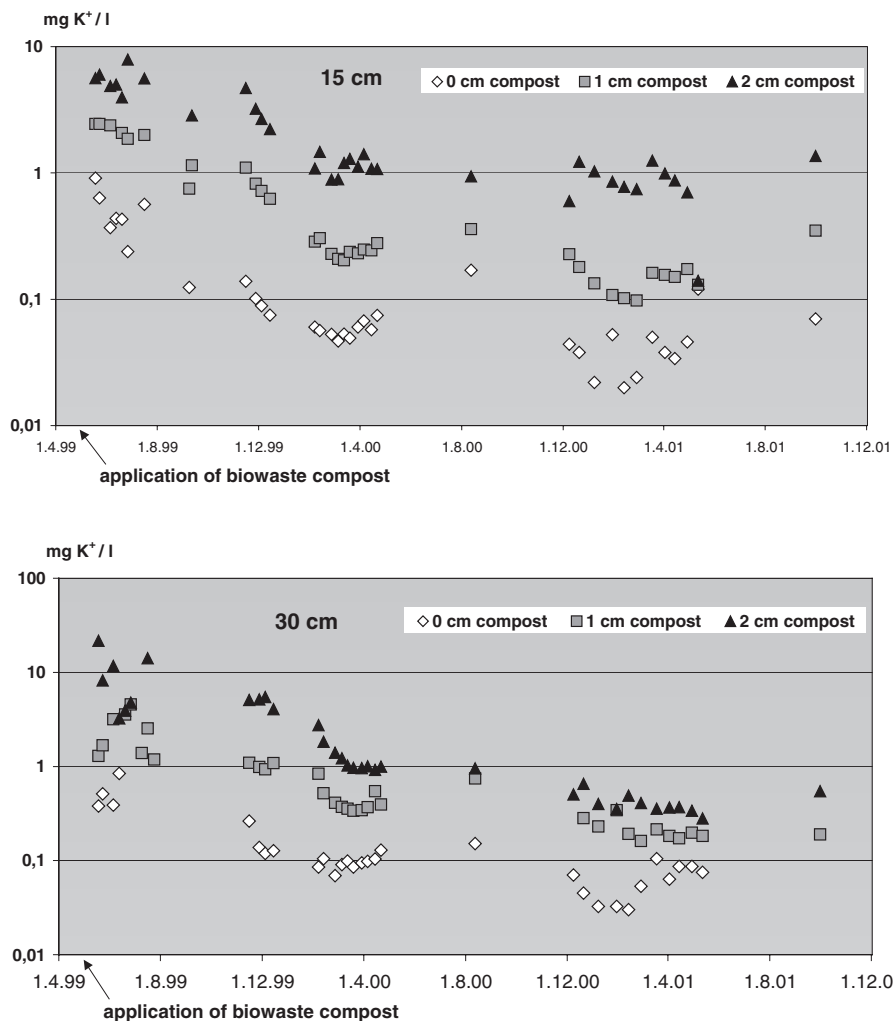 mg K⁺ / l
10
15 cm
0 cm compost 1 cm compost 2 cm compost
1
0,1
0,01
1.4.99 1.8.99 1.12.99 1.4.00 1.8.00 1.12.00 1.4.01 1.8.01 1.12.01
application of biowaste compost
mg K⁺ / l
100
30 cm
0 cm compost 1 cm compost 2 cm compost
10
1
0,1
0,01
1.4.99 1.8.99 1.12.99 1.4.00 1.8.00 1.12.00 1.4.01 1.8.01 1.12.0
application of biowaste compost